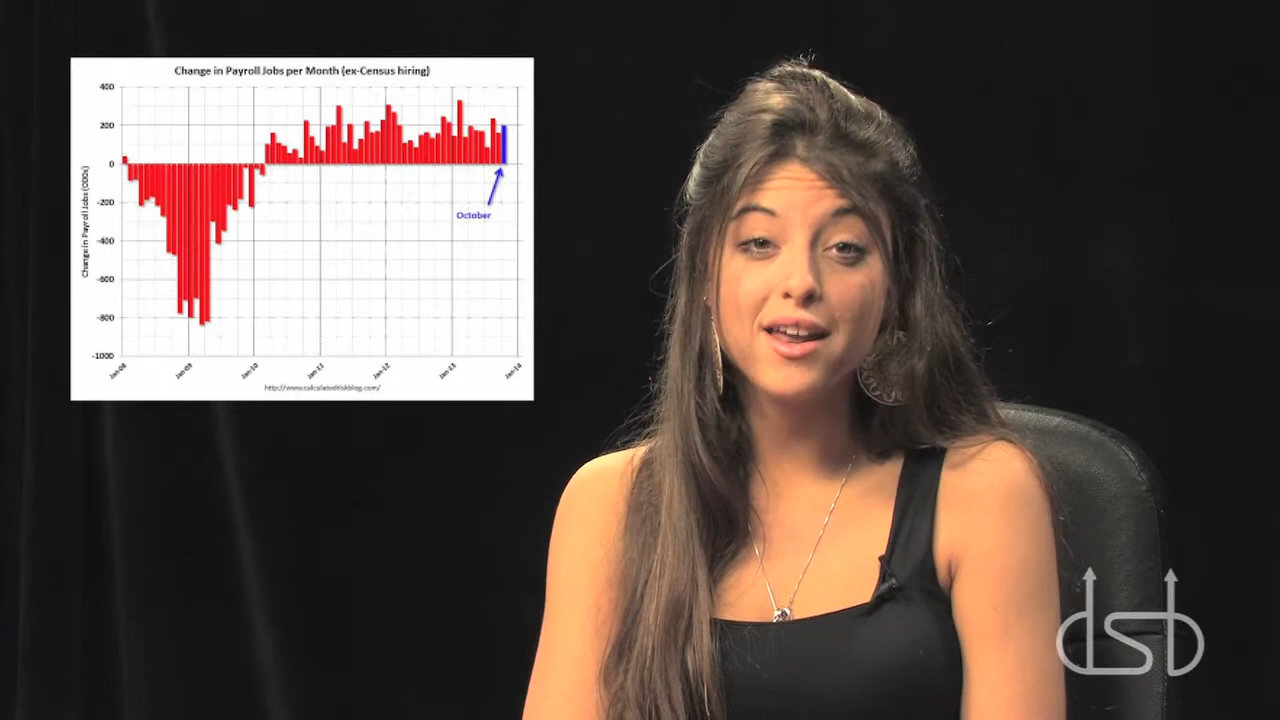 Change in Payroll Jobs per Month (ex-Census hiring)
400
200
0
-200
-400
-600
-800
-1000
Change in Payroll Jobs (000s)
October
Jan-08
Jan-09
Jan-10
Jan-11
Jan-12
Jan-13
Jan-14
http://www.calculatedriskblog.com/
dsb